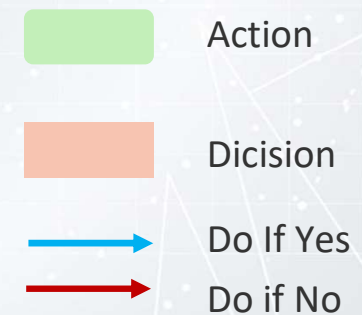 Action
Dicision
Do If Yes
Do if No